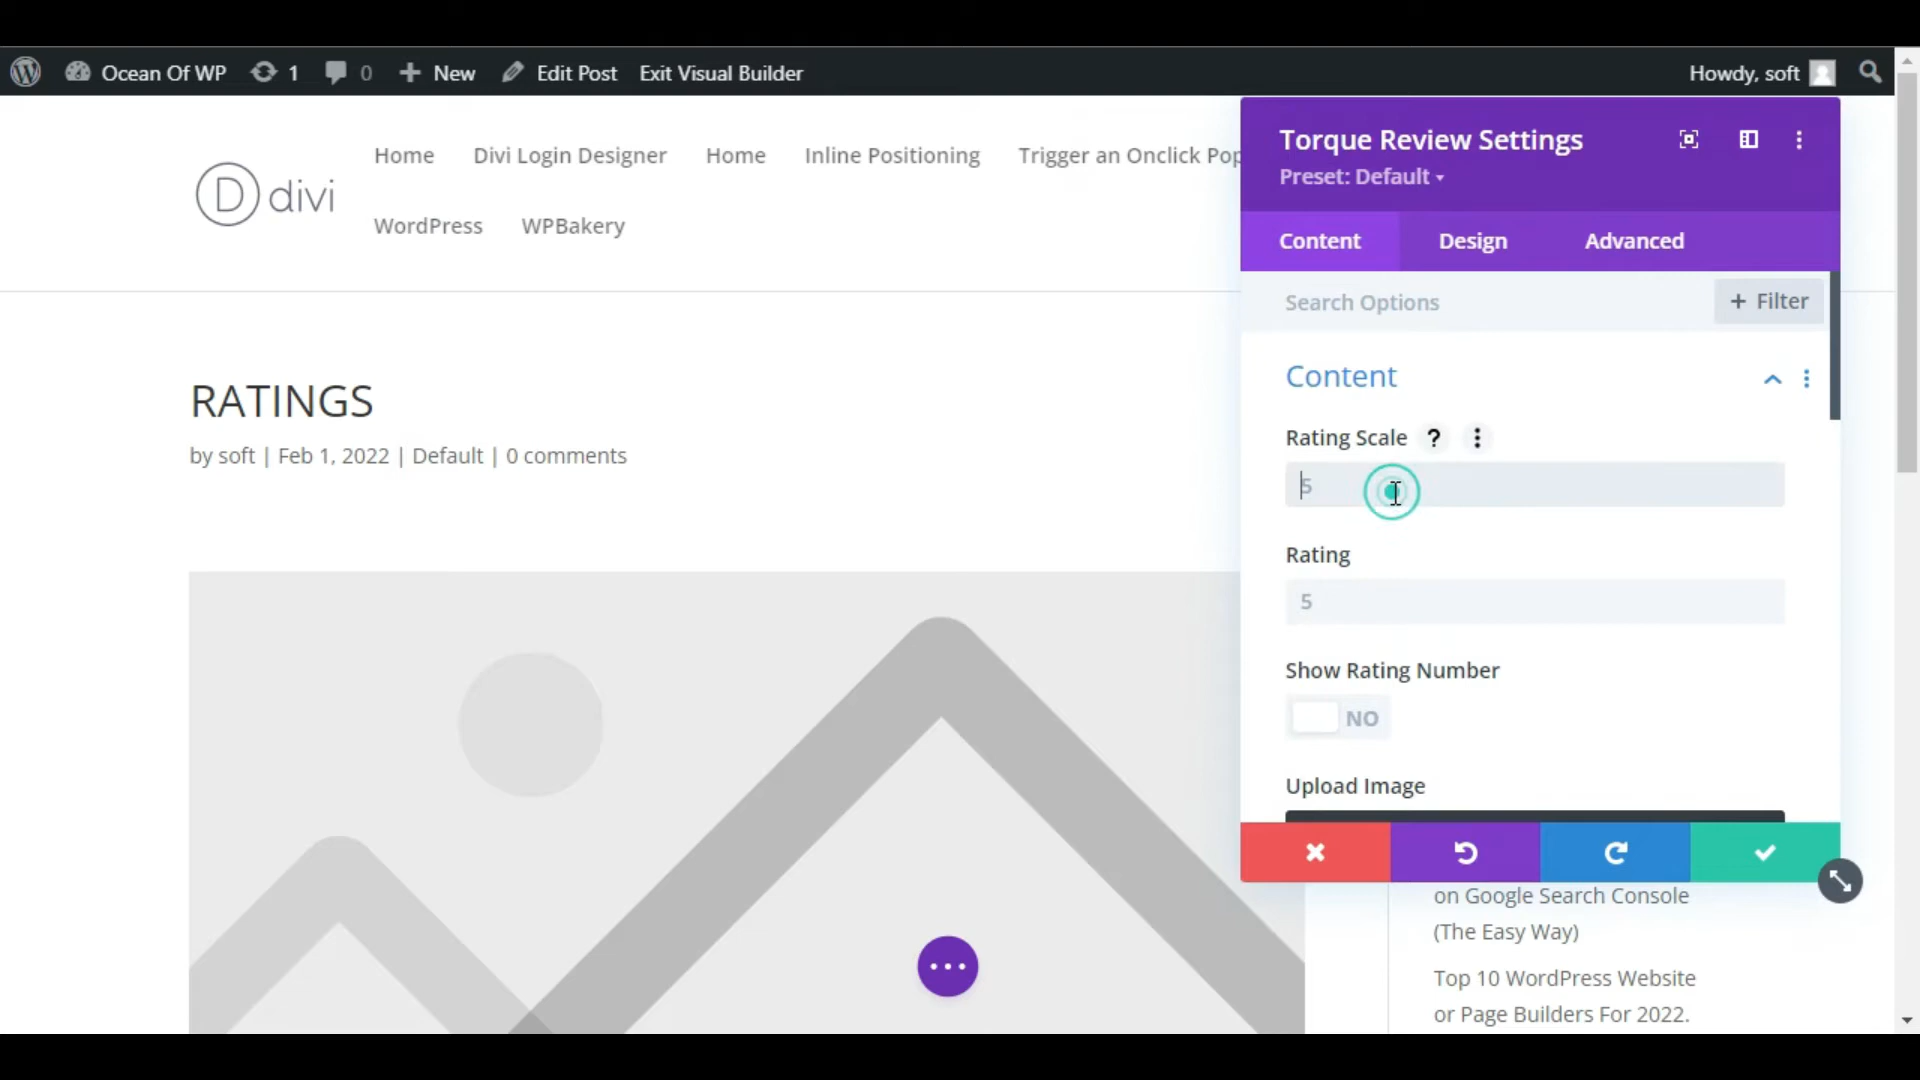 Ocean Of WP 1 0 New Edit Post Exit Visual Builder Howdy, soft
Home Divi Login Designer Home Inline Positioning Trigger an Onclick Pop
divi
WordPress WPBakery
RATINGS
by soft | Feb 1, 2022 | Default | 0 comments
Torque Review Settings
Preset: Default
Content Design Advanced
Search Options + Filter
Content
Rating Scale ?
5
Rating
5
Show Rating Number
NO
Upload Image
on Google Search Console
(The Easy Way)
Top 10 WordPress Website
or Page Builders For 2022.